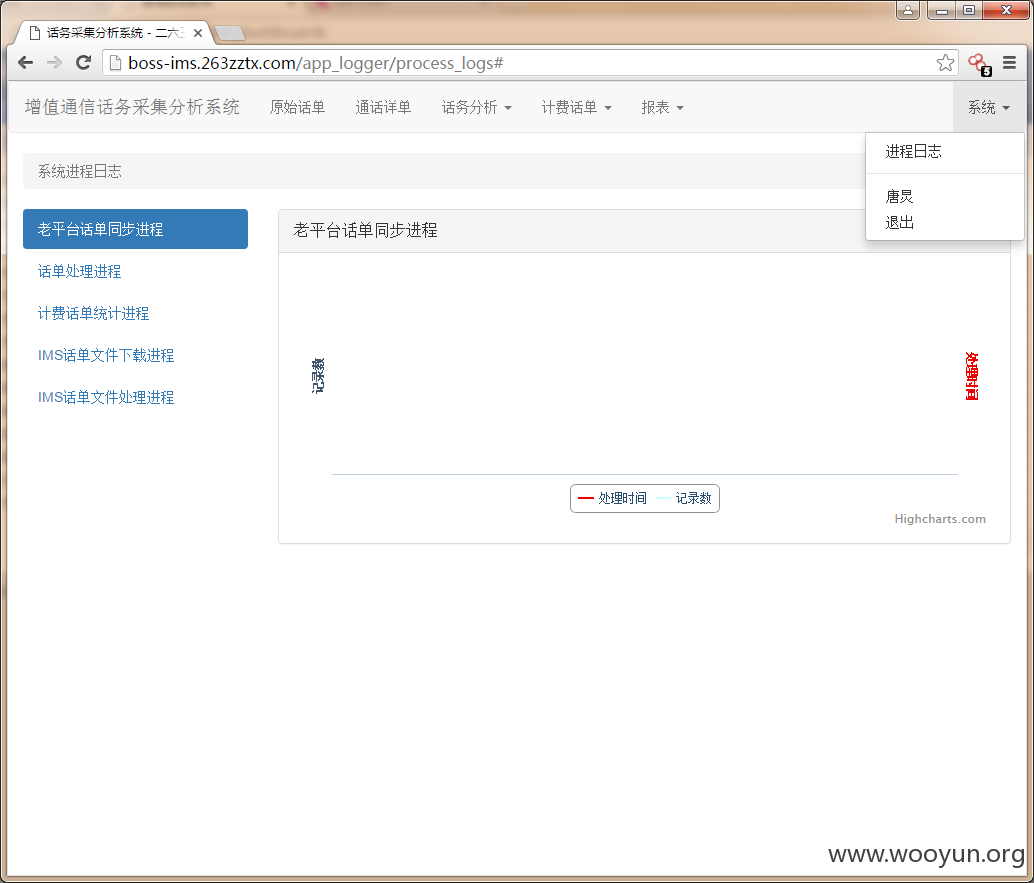 话务采集分析系统 - 二六三
boss-ims.263zztx.com/app_logger/process_logs#
5
增值通信话务采集分析系统 原始话单 通话详单 话务分析 计费话单 报表 系统
进程日志
唐炅
退出
系统进程日志
老平台话单同步进程
话单处理进程
计费话单统计进程
IMS话单文件下载进程
IMS话单文件处理进程
老平台话单同步进程
记录数
处理时间
处理时间 记录数
Highcharts.com
www.wooyun.org